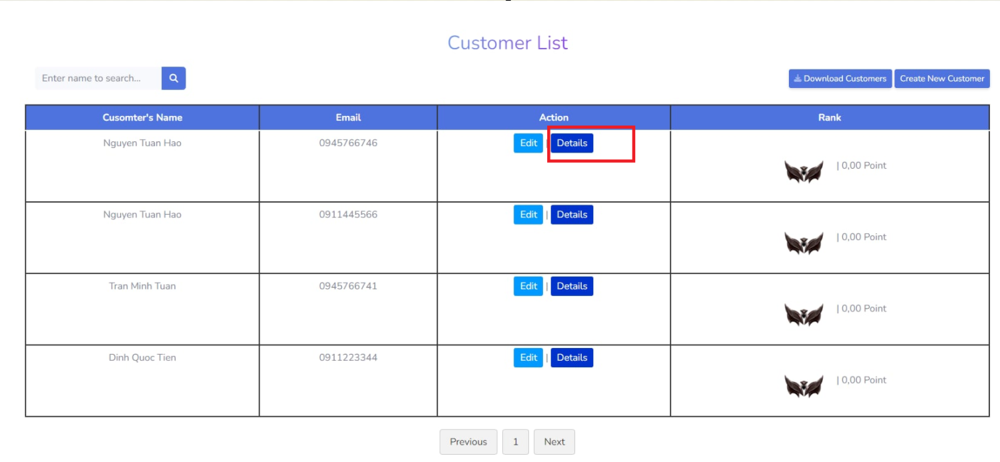 Customer List
Enter name to search...
Download Customers Create New Customer
Cusomter's Name Email Action Rank
Nguyen Tuan Hao 0945766746 Edit | Details
| 0,00 Point
Nguyen Tuan Hao 0911445566 Edit | Details
| 0,00 Point
Tran Minh Tuan 0945766741 Edit | Details
| 0,00 Point
Dinh Quoc Tien 0911223344 Edit | Details
| 0,00 Point
Previous 1 Next